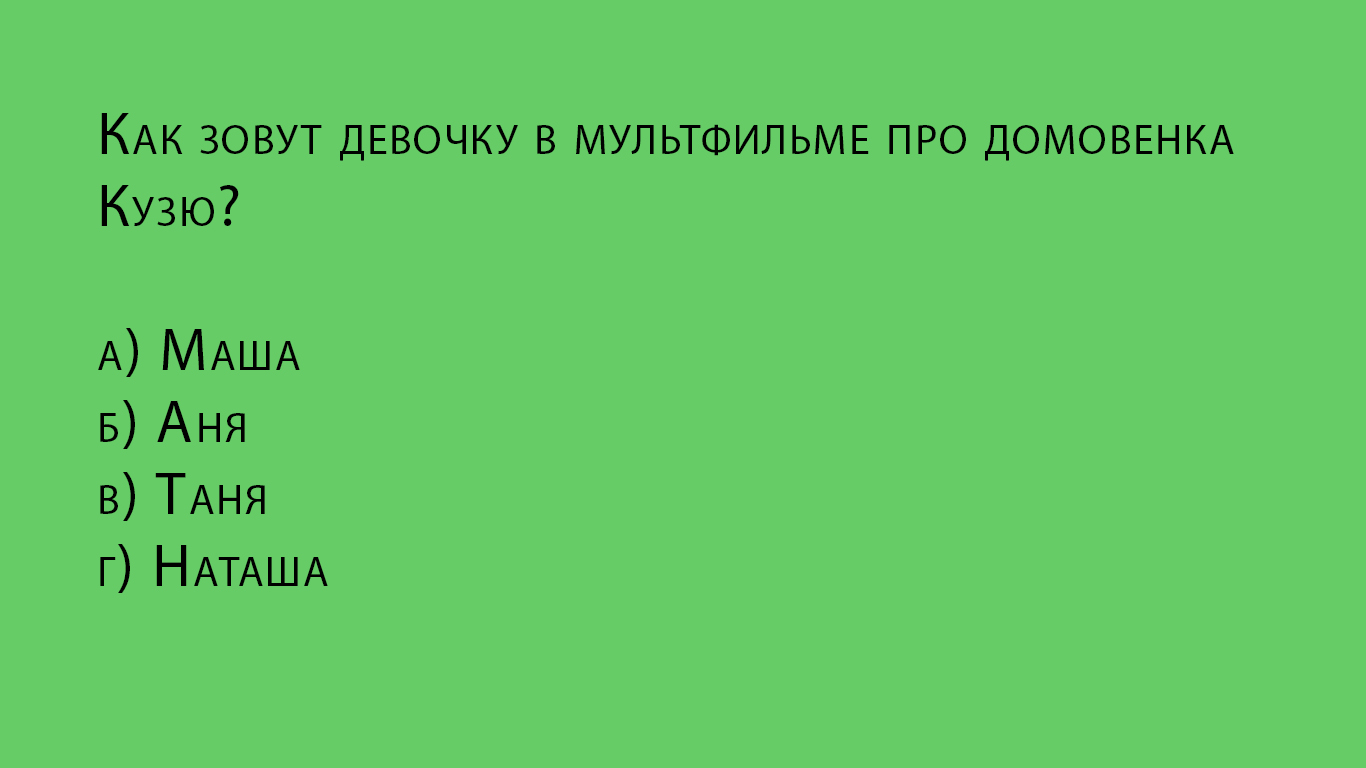 Как зовут девочку в мультфильме про домовенка
Кузю?
а) Маша
б) Аня
в) Таня
г) Наташа